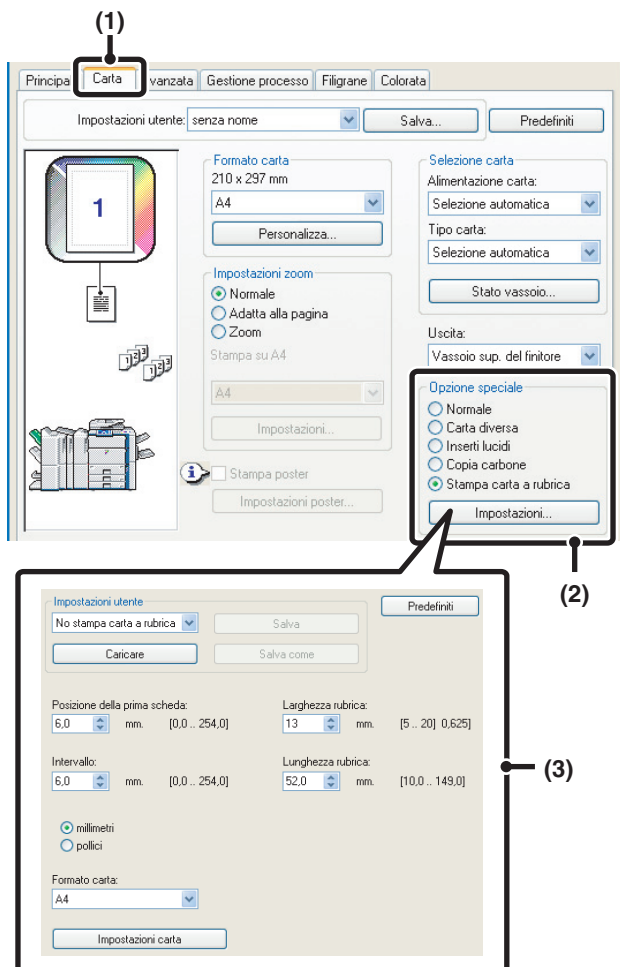 (1)
Principa Carta vanzata Gestione processo Filigrane Colorata
Impostazioni utente: senza nome Salva... Predefiniti
1
1 2 3
1 2 3
Formato carta
210 x 297 mm
A4
Personalizza...
Impostazioni zoom
Normale
Adatta alla pagina
Zoom
Stampa su A4
A4
Impostazioni...
Stampa poster
Impostazioni poster...
Selezione carta
Alimentazione carta:
Selezione automatica
Tipo carta:
Selezione automatica
Stato vassoio...
Uscita:
Vassoio sup. del finitore
Opzione speciale
Normale
Carta diversa
Inserti lucidi
Copia carbone
Stampa carta a rubrica
Impostazioni...
(2)
Impostazioni utente
No stampa carta a rubrica Salva
Caricare Salva come
Predefiniti
Posizione della prima scheda: Larghezza rubrica:
6,0 mm. [0,0 .. 254,0] 13 mm. [5 .. 20] 0,625]
Intervallo: Lunghezza rubrica:
6,0 mm. [0,0 .. 254,0] 52,0 mm. [10,0 .. 149,0]
(3)
millimetri
pollici
Formato carta:
A4
Impostazioni carta